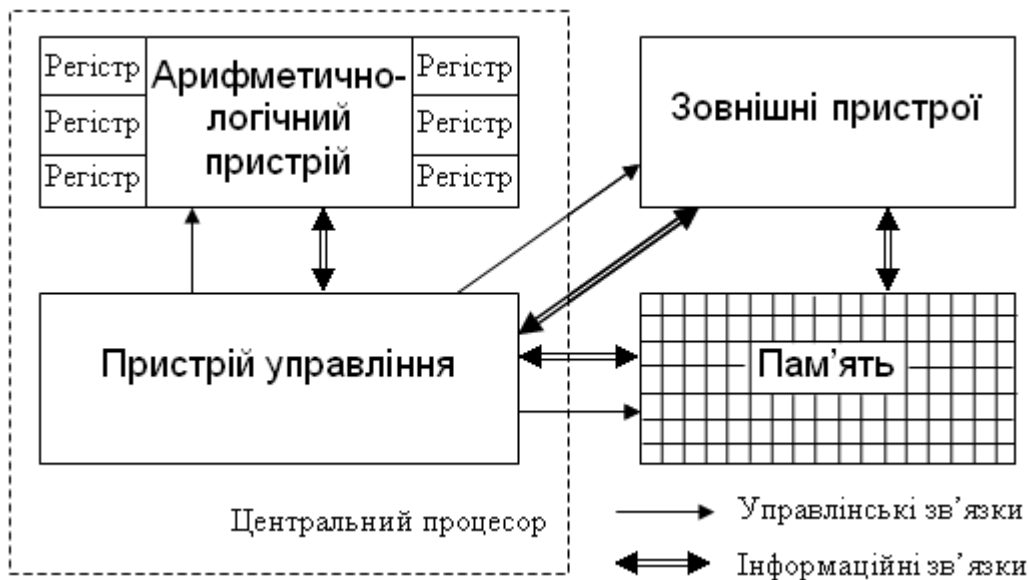 Регістр
Регістр
Регістр
Арифметично-
логічний
пристрій
Регістр
Регістр
Регістр
Зовнішні пристрої
Пристрій управління
Пам’ять
Центральний процесор
Управлінські зв’язки
Інформаційні зв’язки